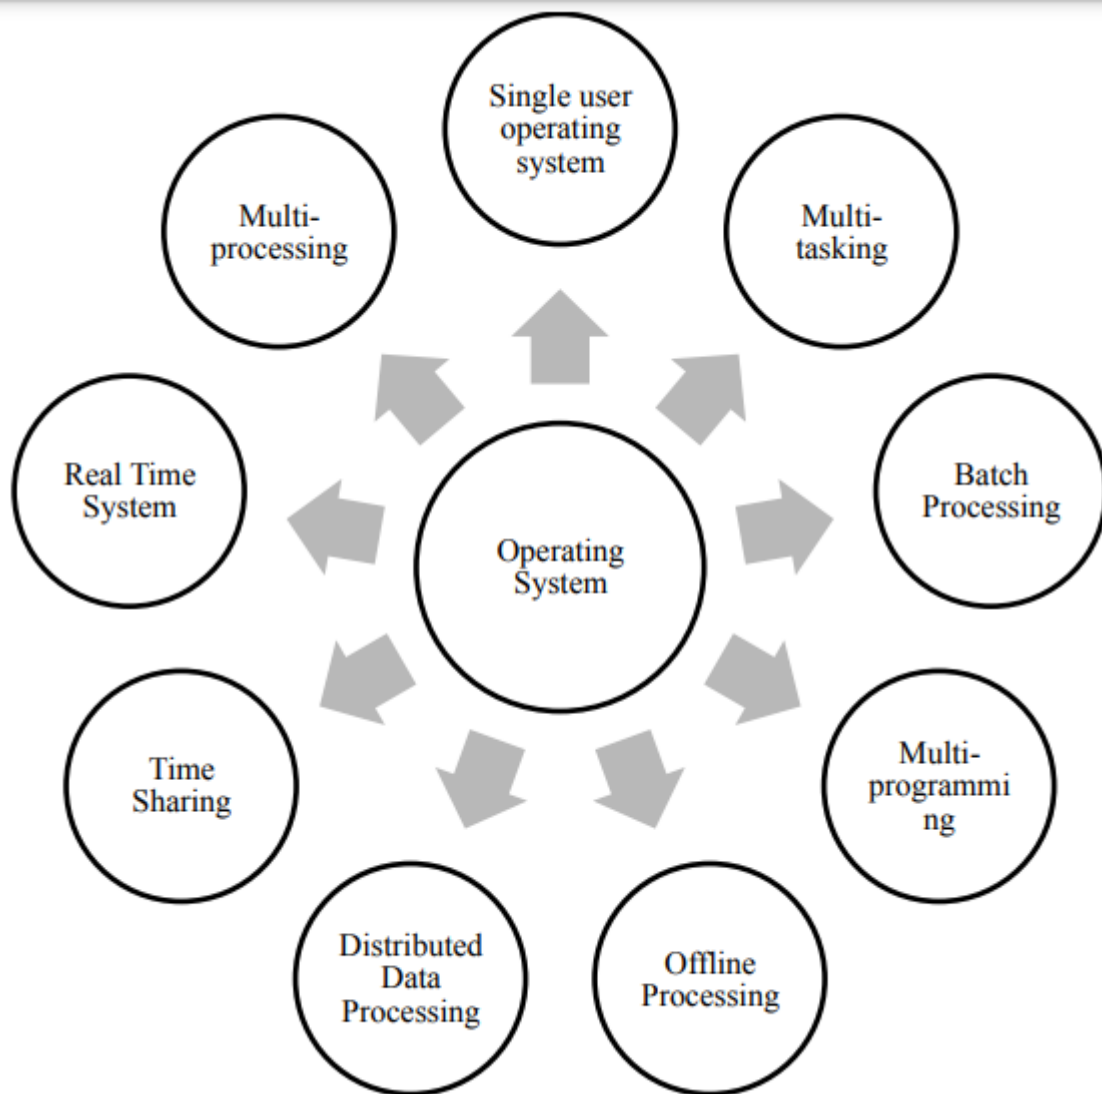 Single user
operating
system
Multi-
tasking
Batch
Processing
Multi-
programmi
ng
Offline
Processing
Distributed
Data
Processing
Time
Sharing
Real Time
System
Multi-
processing
Operating
System